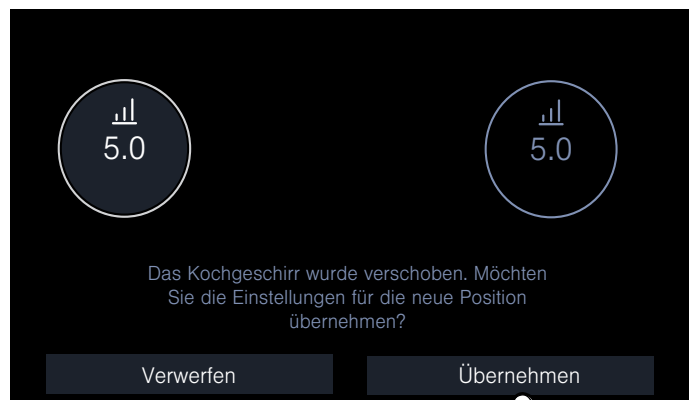 5.0
5.0
Das Kochgeschirr wurde verschoben. Möchten
Sie die Einstellungen für die neue Position
übernehmen?
Verwerfen
Übernehmen